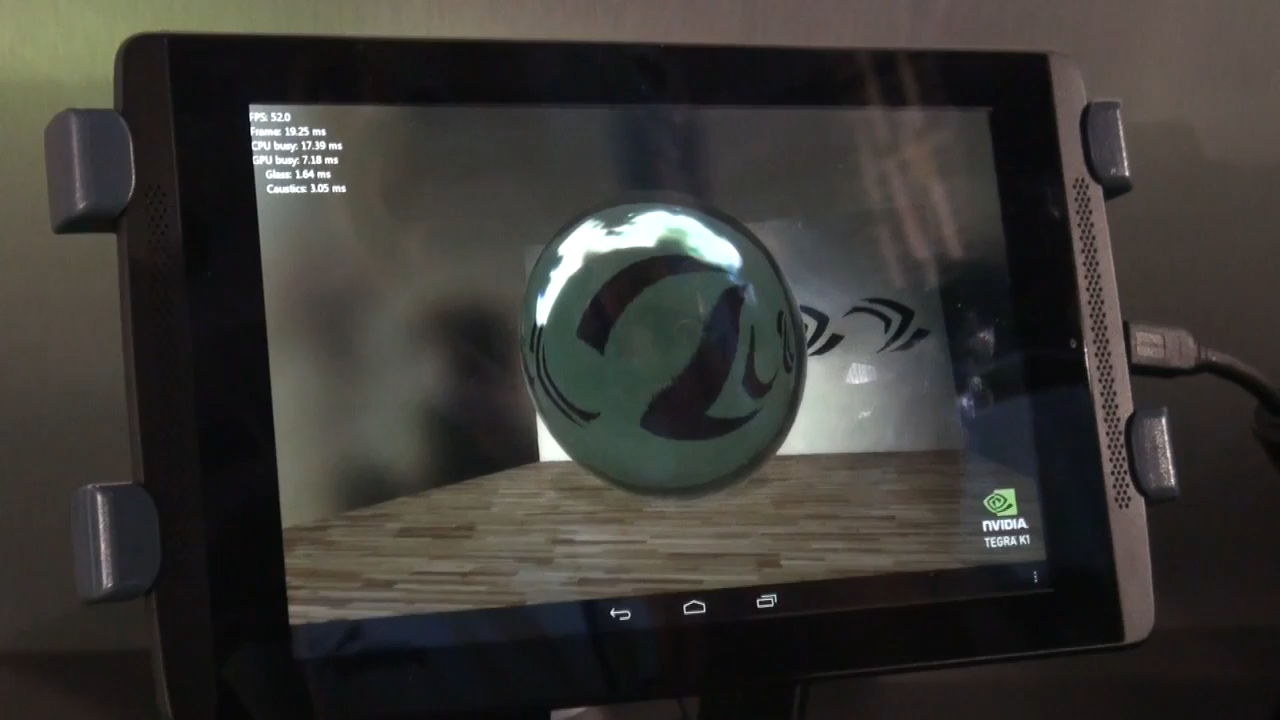 FPS: 52.0
Frame: 19.25 ms
CPU busy: 17.39 ms
GPU busy: 7.18 ms
Glass: 1.64 ms
Caustics: 3.05 ms
NVIDIA.
TEGRA K1